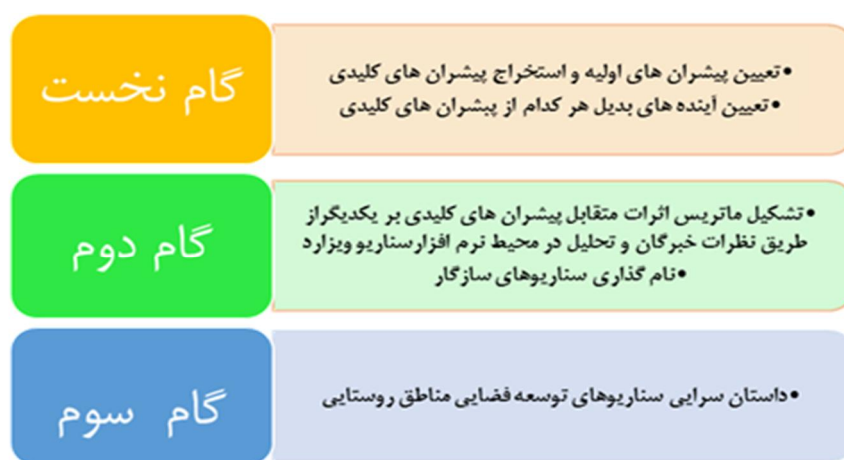 گام نخست
•تعیین پیشران های اولیه و استخراج پیشران های کلیدی
•تعیین آینده های بدیل هر کدام از پیشران های کلیدی
گام دوم
•تشکیل ماتریس اثرات متقابل پیشران های کلیدی بر یکدیگراز
طریق نظرات خبرگان و تحلیل در محیط نرم افزارسناریو ویزارد
•نام گذاری سناریوهای سازگار
گام سوم
•داستان سرایی سناریوهای توسعه فضایی مناطق روستایی